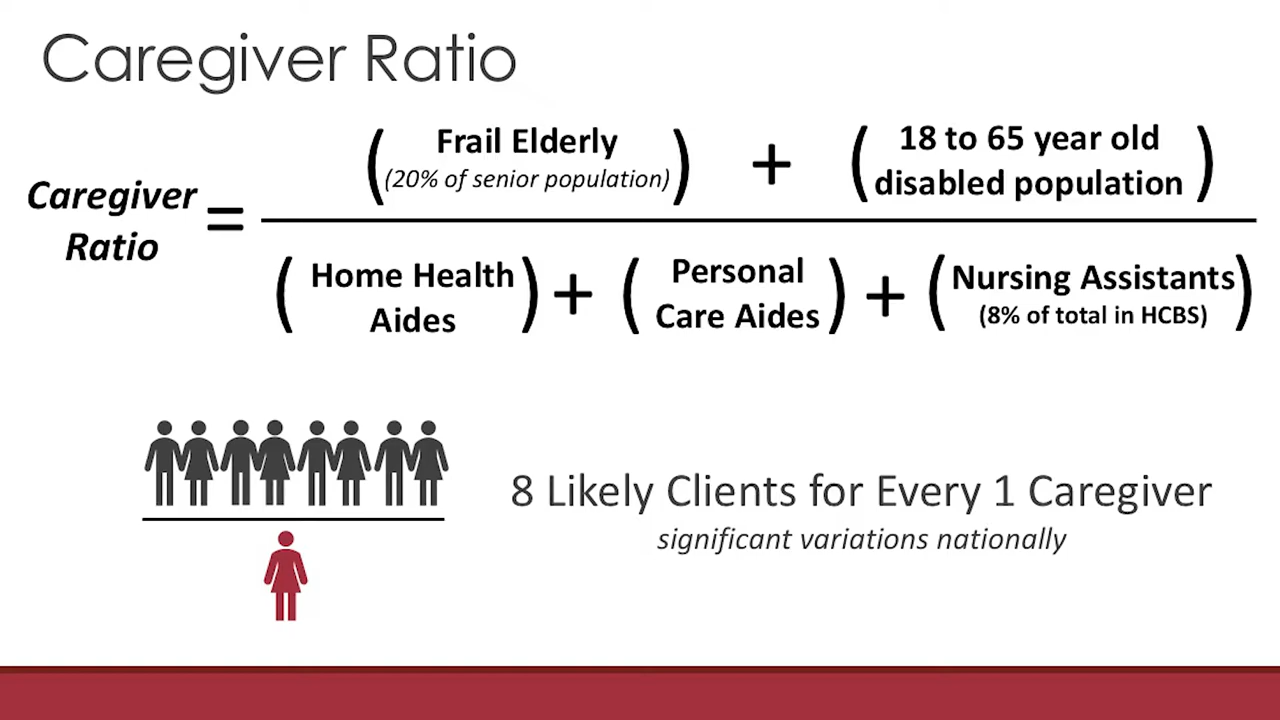 Caregiver Ratio
Caregiver
Ratio
=
( Frail Elderly
(20% of senior population) )
+
( 18 to 65 year old
disabled population )
( Home Health
Aides )
+
( Personal
Care Aides )
+
( Nursing Assistants
(8% of total in HCBS) )
8 Likely Clients for Every 1 Caregiver
significant variations nationally